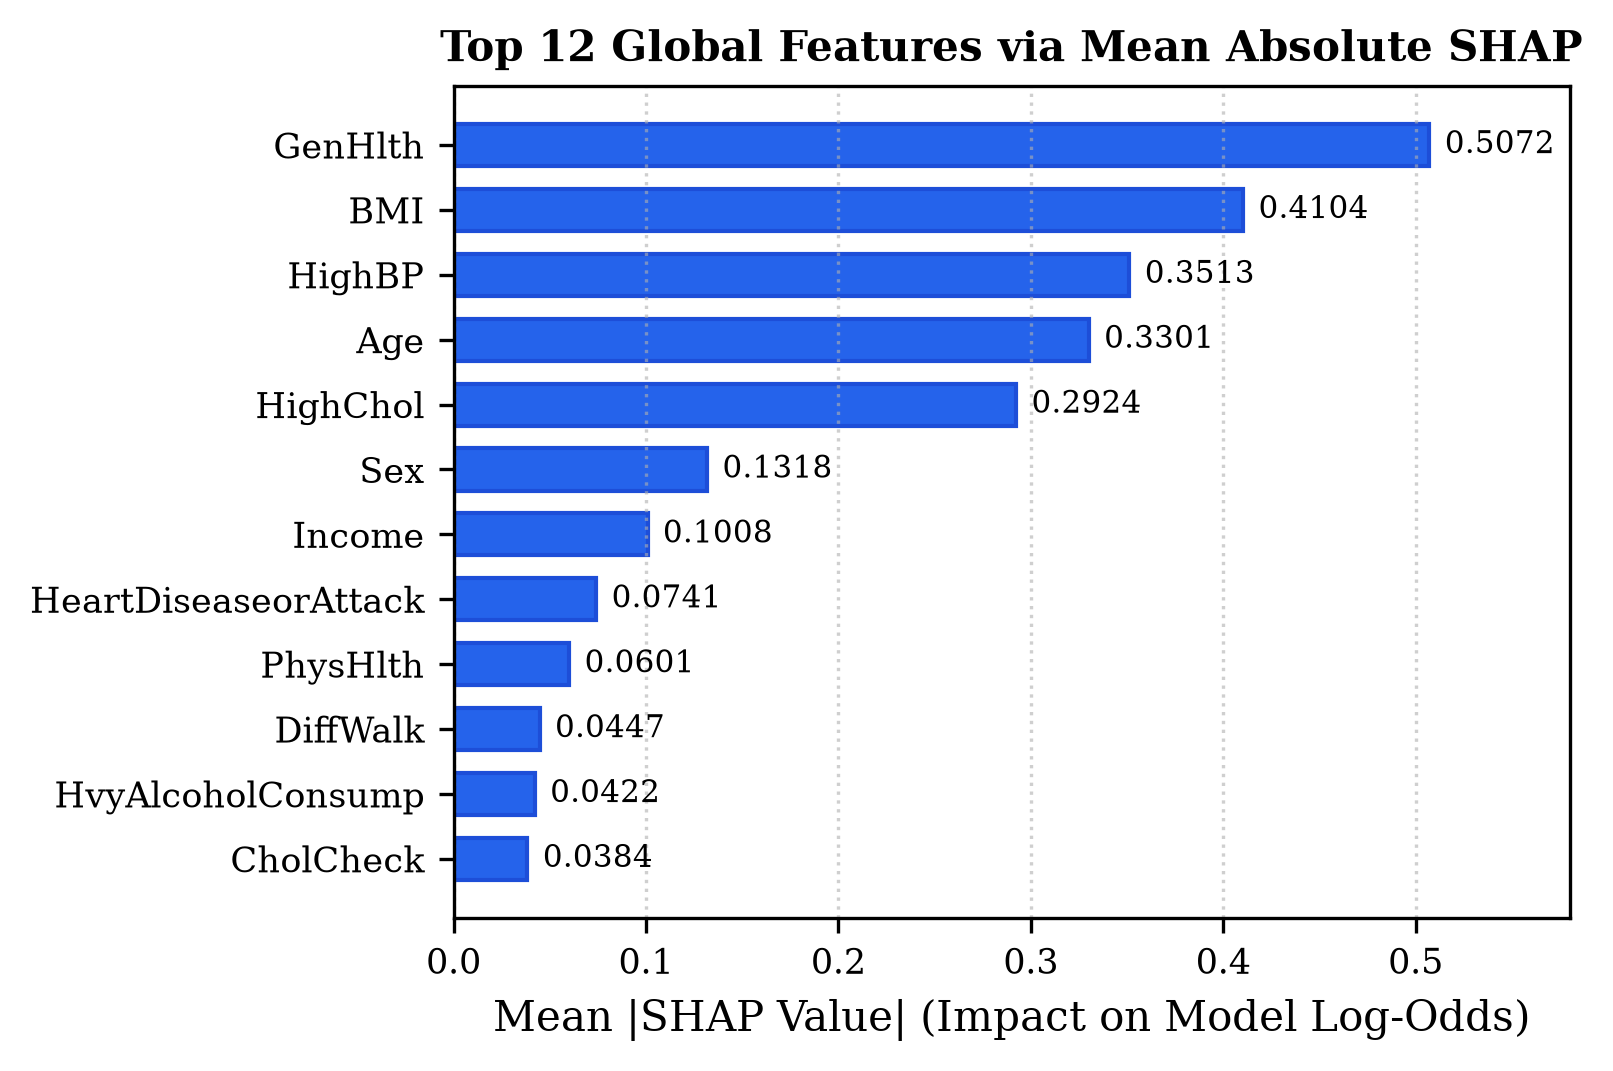 Top 12 Global Features via Mean Absolute SHAP
GenHlth 0.5072
BMI 0.4104
HighBP 0.3513
Age 0.3301
HighChol 0.2924
Sex 0.1318
Income 0.1008
HeartDiseaseorAttack 0.0741
PhysHlth 0.0601
DiffWalk 0.0447
HvyAlcoholConsump 0.0422
CholCheck 0.0384
0.0 0.1 0.2 0.3 0.4 0.5
Mean |SHAP Value| (Impact on Model Log-Odds)